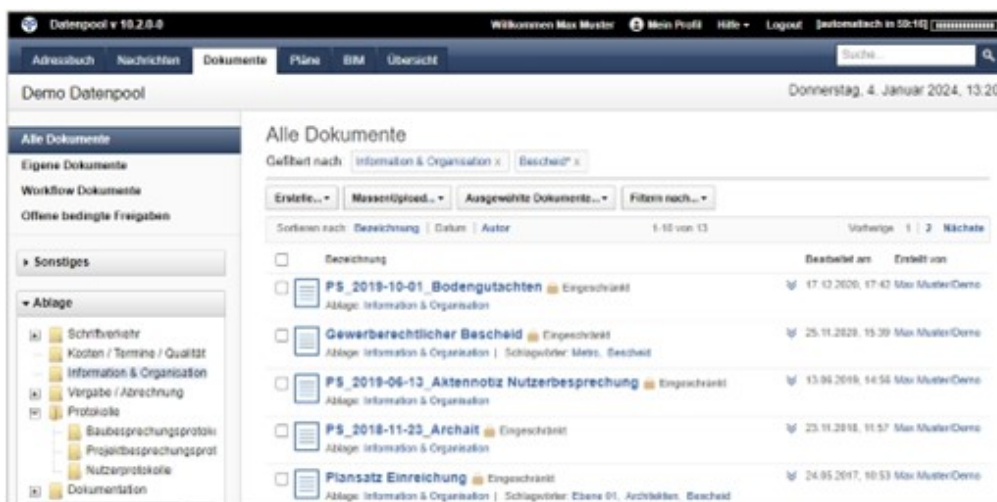 Datenpool v 10.2.0-0 Willkommen Max Muster Mein Profil Hilfe Logout [automatisch in 59:16]
Adressbuch Nachrichten Dokumente Pläne BIM Übersicht Suche...
Demo Datenpool Donnerstag, 4. Januar 2024, 13:20
Alle Dokumente
Eigene Dokumente
Workflow Dokumente
Offene bedingte Freigaben
Sonstiges
Ablage
Schriftverkehr
Kosten / Termine / Qualität
Information & Organisation
Vergabe / Abrechnung
Protokolle
Baubesprechungsprotoko
Projektbesprechungsprot
Nutzerprotokolle
Dokumentation
Alle Dokumente
Gefiltert nach Information & Organisation x Bescheid* x
Erstelle... MassenUpload... Ausgewählte Dokumente... Filtern nach...
Sortieren nach: Bezeichnung | Datum | Autor 1-10 von 13 Vorherige 1 | 2 Nächste
Bezeichnung Bearbeitet am Erstellt von
PS_2019-10-01_Bodengutachten Eingeschränkt 17.12.2020, 17:42 Max Muster/Demo
Ablage: Information & Organisation
Gewerberechtlicher Bescheid Eingeschränkt 25.11.2020, 15:39 Max Muster/Demo
Ablage: Information & Organisation | Schlagwörter: Metro, Bescheid
PS_2019-06-13_Aktennotiz Nutzerbesprechung Eingeschränkt 13.06.2019, 14:56 Max Muster/Demo
Ablage: Information & Organisation
PS_2018-11-23_Archait Eingeschränkt 23.11.2018, 11:57 Max Muster/Demo
Ablage: Information & Organisation
Plansatz Einreichung Eingeschränkt 24.05.2017, 10:53 Max Muster/Demo
Ablage: Information & Organisation | Schlagwörter: Ebene 01, Architekten, Bescheid